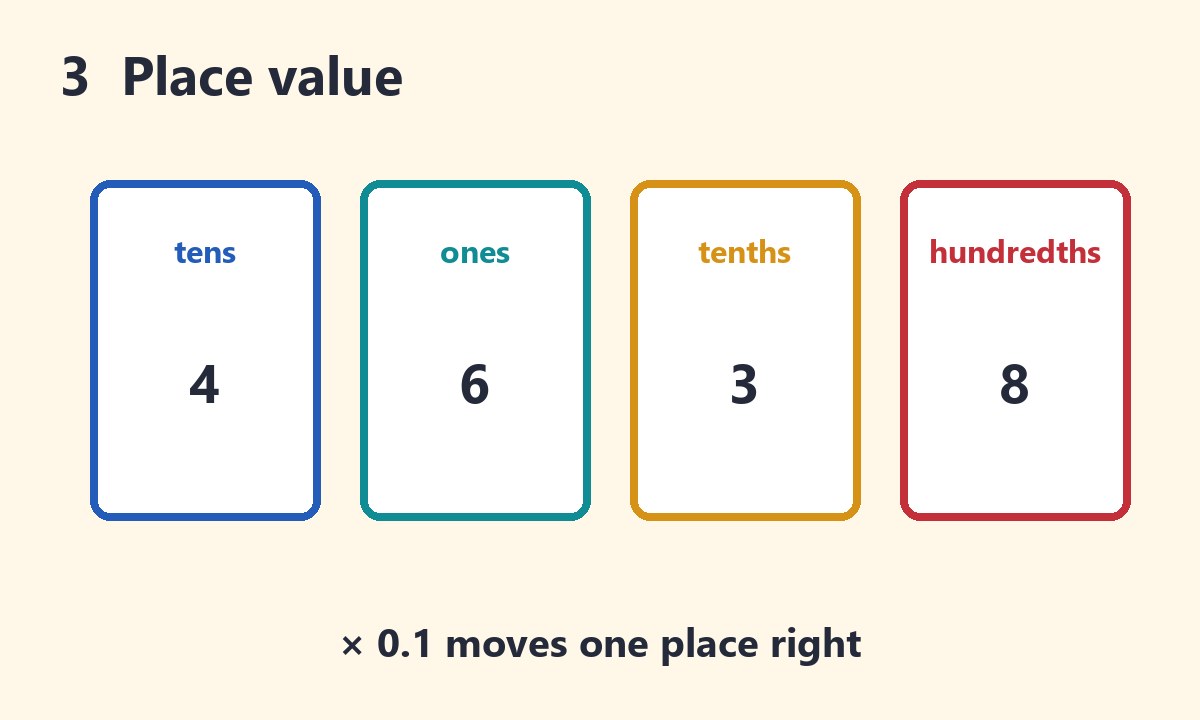 3 Place value
tens ones tenths hundredths
4 6 3 8
× 0.1 moves one place right